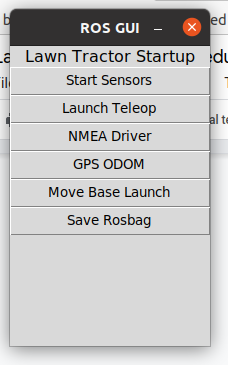 ROS GUI
Lawn Tractor Startup
Start Sensors
Launch Teleop
NMEA Driver
GPS ODOM
Move Base Launch
Save Rosbag